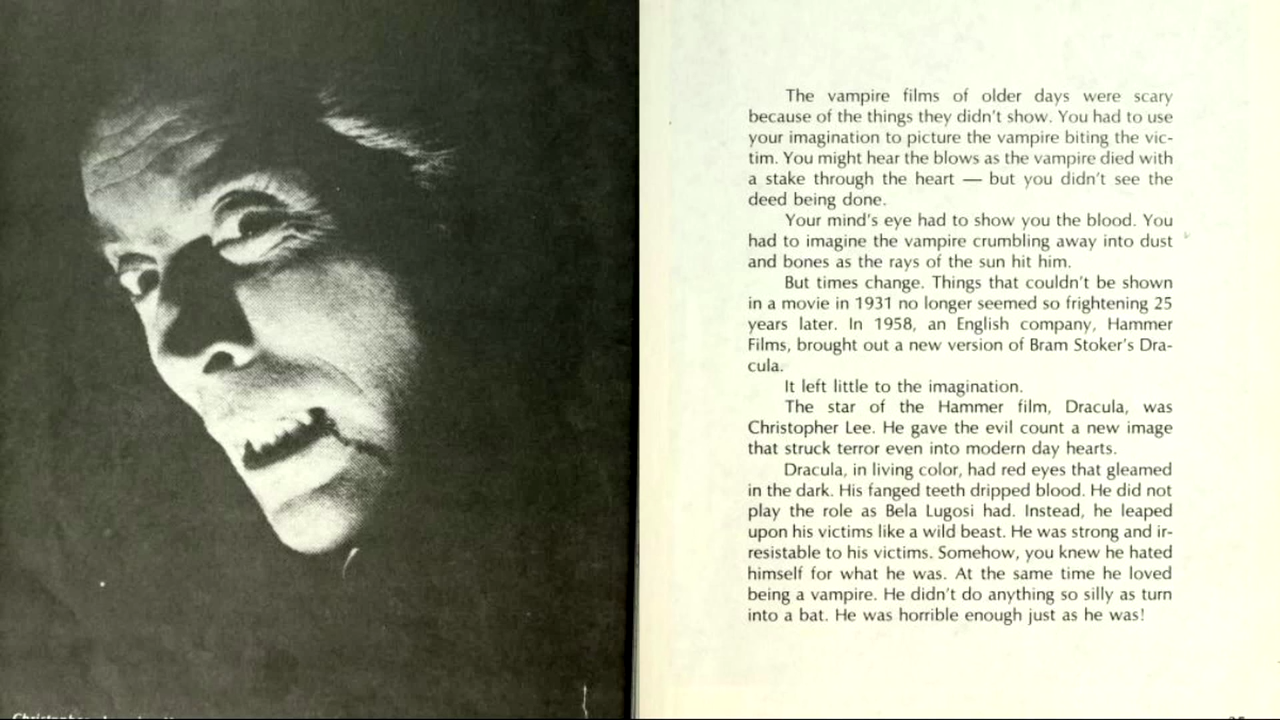 The vampire films of older days were scary
because of the things they didn't show. You had to use
your imagination to picture the vampire biting the vic-
tim. You might hear the blows as the vampire died with
a stake through the heart — but you didn't see the
deed being done.
Your mind's eye had to show you the blood. You
had to imagine the vampire crumbling away into dust
and bones as the rays of the sun hit him.
But times change. Things that couldn't be shown
in a movie in 1931 no longer seemed so frightening 25
years later. In 1958, an English company, Hammer
Films, brought out a new version of Bram Stoker's Dra-
cula.
It left little to the imagination.
The star of the Hammer film, Dracula, was
Christopher Lee. He gave the evil count a new image
that struck terror even into modern day hearts.
Dracula, in living color, had red eyes that gleamed
in the dark. His fanged teeth dripped blood. He did not
play the role as Bela Lugosi had. Instead, he leaped
upon his victims like a wild beast. He was strong and ir-
resistable to his victims. Somehow, you knew he hated
himself for what he was. At the same time he loved
being a vampire. He didn't do anything so silly as turn
into a bat. He was horrible enough just as he was!